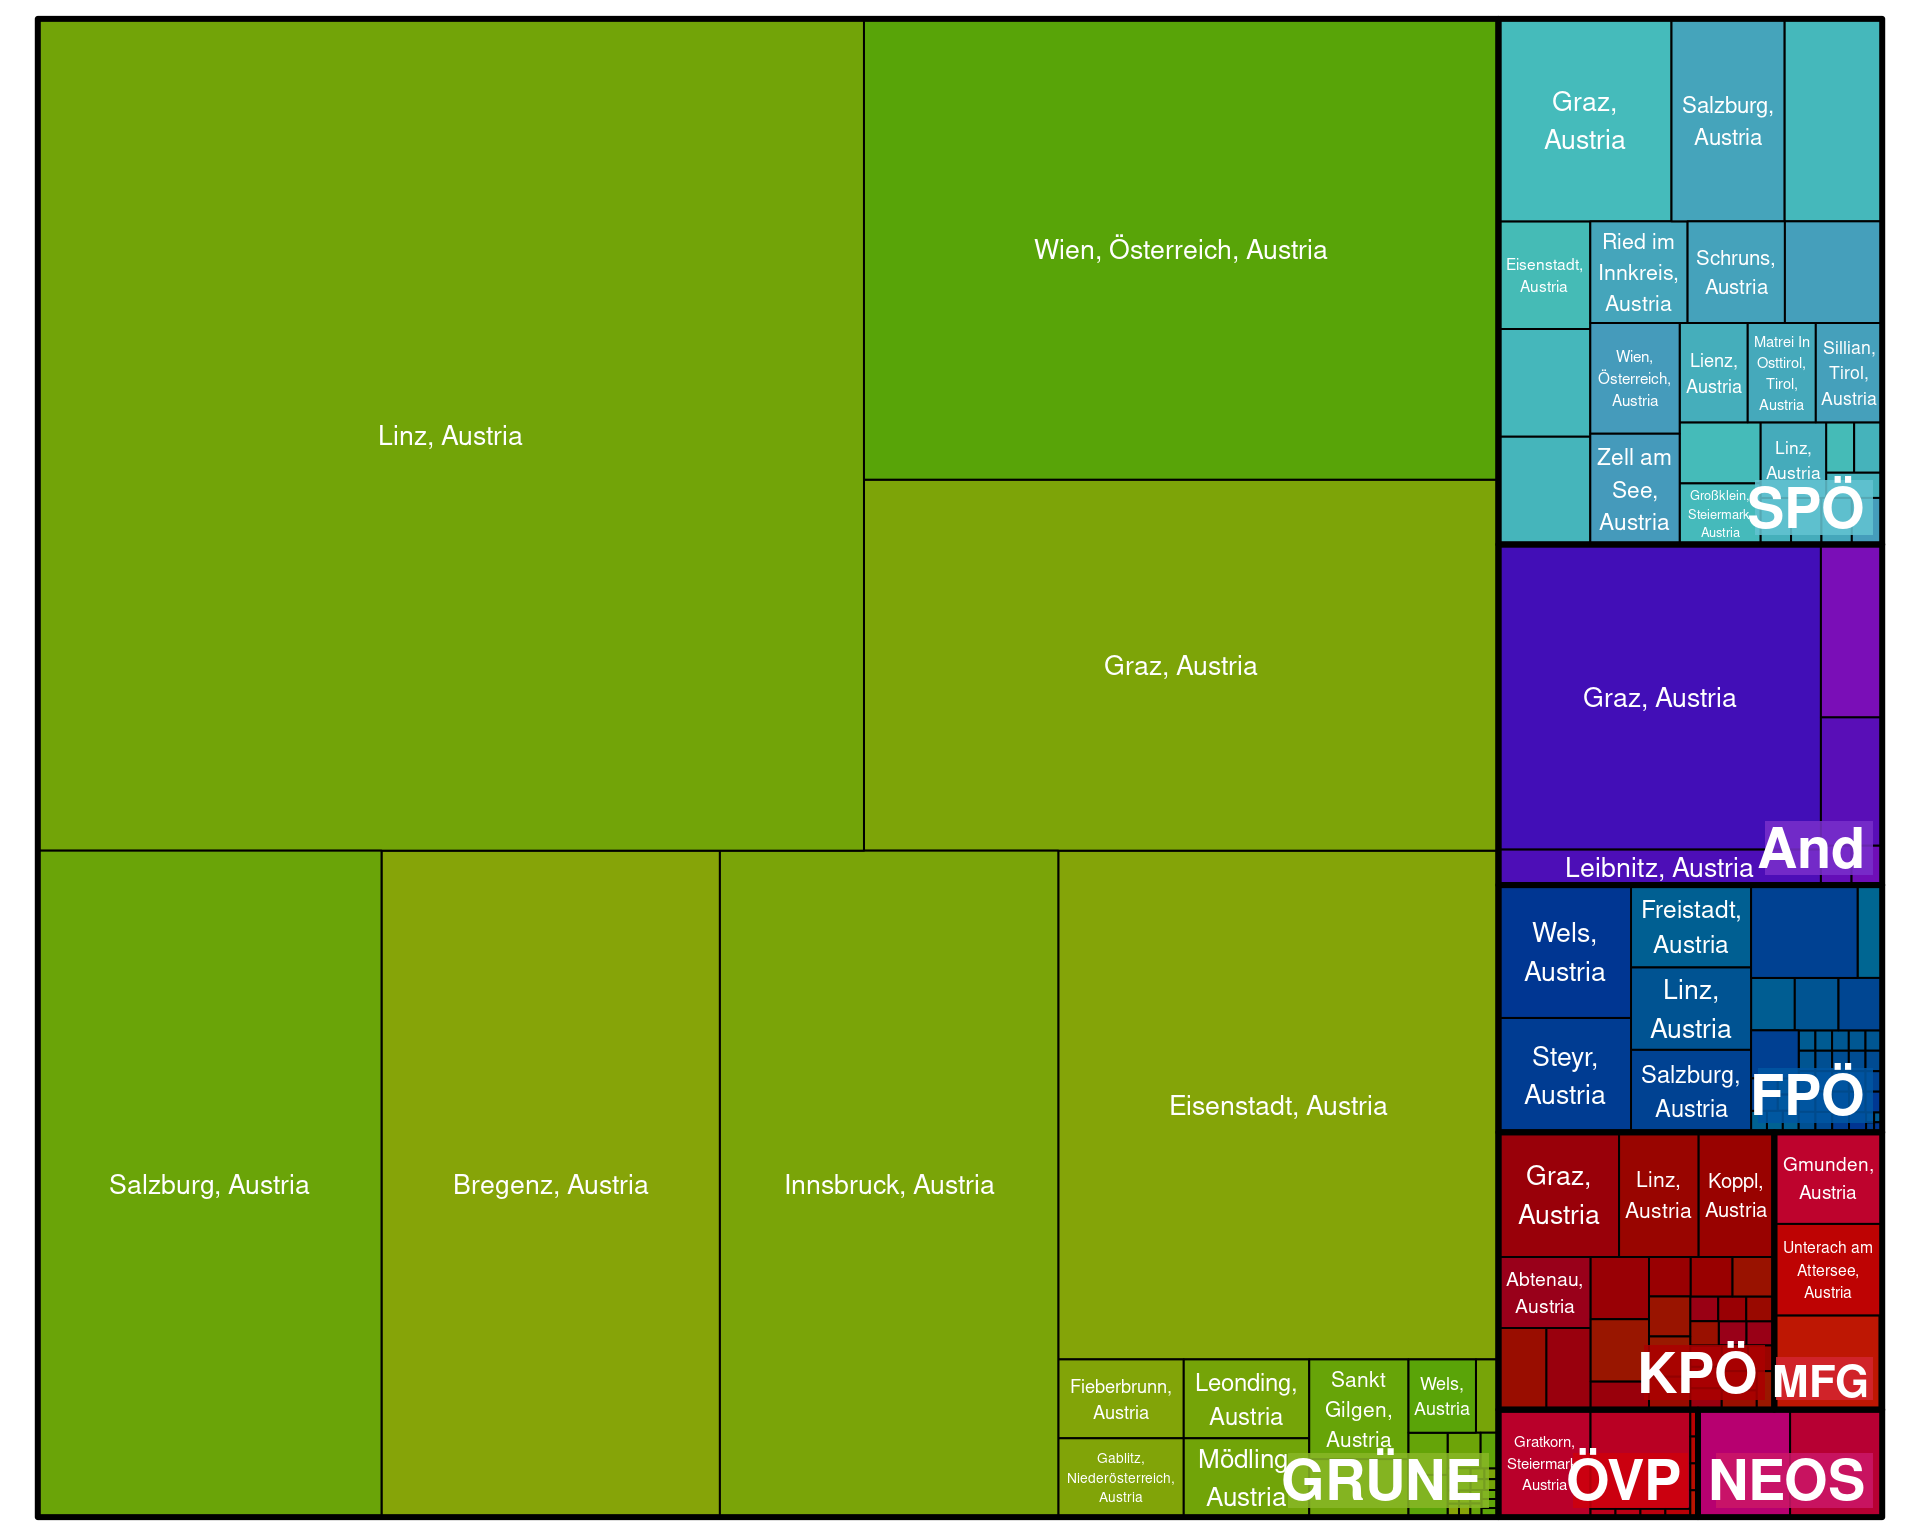 Linz, Austria
Wien, Österreich, Austria
Graz, Austria
Salzburg, Austria
Bregenz, Austria
Innsbruck, Austria
Eisenstadt, Austria
Fieberbrunn,
Austria
Leonding,
Austria
Sankt
Gilgen,
Austria
Wels,
Austria
Gablitz,
Niederösterreich,
Austria
Mödling
Austria
GRÜNE
Graz,
Austria
Salzburg,
Austria
Eisenstadt,
Austria
Ried im
Innkreis,
Austria
Schruns,
Austria
Wien,
Österreich,
Austria
Lienz,
Austria
Matrei In
Osttirol,
Tirol,
Austria
Sillian,
Tirol,
Austria
Zell am
See,
Austria
Linz,
Austria
Großklein,
Steiermark
Austria
SPÖ
Graz, Austria
Leibnitz, Austria
And
Wels,
Austria
Freistadt,
Austria
Linz,
Austria
Steyr,
Austria
Salzburg,
Austria
FPÖ
Graz,
Austria
Linz,
Austria
Koppl,
Austria
Abtenau,
Austria
KPÖ
Gmunden,
Austria
Unterach am
Attersee,
Austria
MFG
Gratkorn,
Steiermark
Austria
ÖVP
NEOS